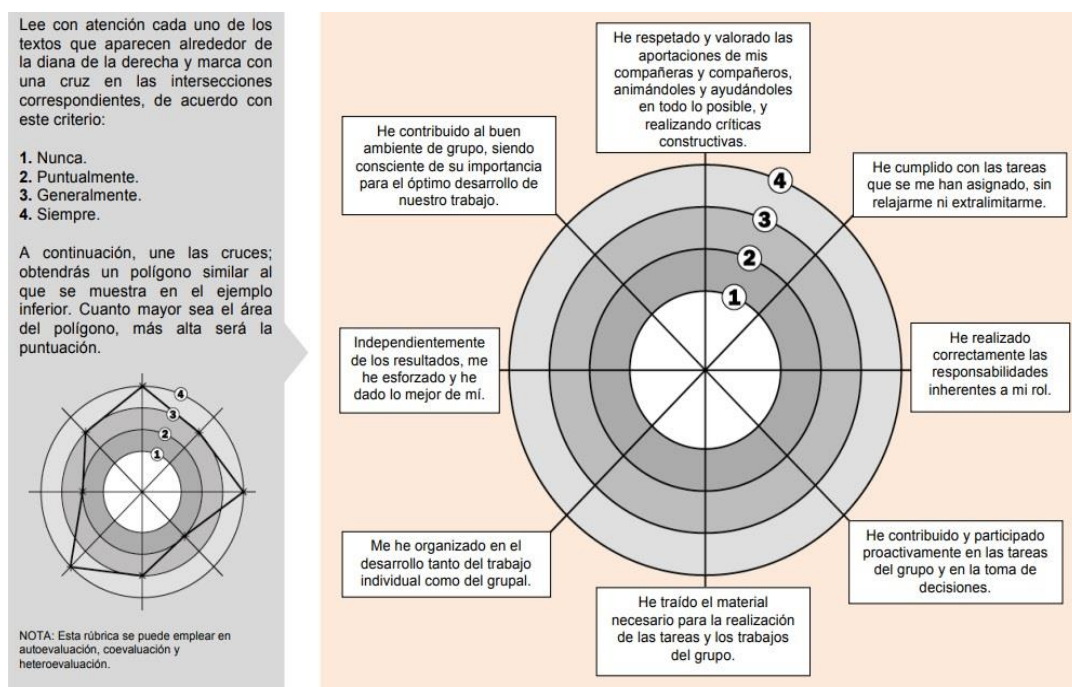 Lee con atención cada uno de los
textos que aparecen alrededor de
la diana de la derecha y marca con
una cruz en las intersecciones
correspondientes, de acuerdo con
este criterio:
1. Nunca.
2. Puntualmente.
3. Generalmente.
4. Siempre.
A continuación, une las cruces;
obtendrás un polígono similar al
que se muestra en el ejemplo
inferior. Cuanto mayor sea el área
del polígono, más alta será la
puntuación.
4
3
2
1
NOTA: Esta rúbrica se puede emplear en
autoevaluación, coevaluación y
heteroevaluación.
He respetado y valorado las
aportaciones de mis
compañeras y compañeros,
animándoles y ayudándoles
en todo lo posible, y
realizando críticas
constructivas.
He contribuido al buen
ambiente de grupo, siendo
consciente de su importancia
para el óptimo desarrollo de
nuestro trabajo.
He cumplido con las tareas
que se me han asignado, sin
relajarme ni extralimitarme.
4
3
2
1
Independientemente
de los resultados, me
he esforzado y he
dado lo mejor de mí.
He realizado
correctamente las
responsabilidades
inherentes a mi rol.
Me he organizado en el
desarrollo tanto del trabajo
individual como del grupal.
He contribuido y participado
proactivamente en las tareas
del grupo y en la toma de
decisiones.
He traído el material
necesario para la realización
de las tareas y los trabajos
del grupo.